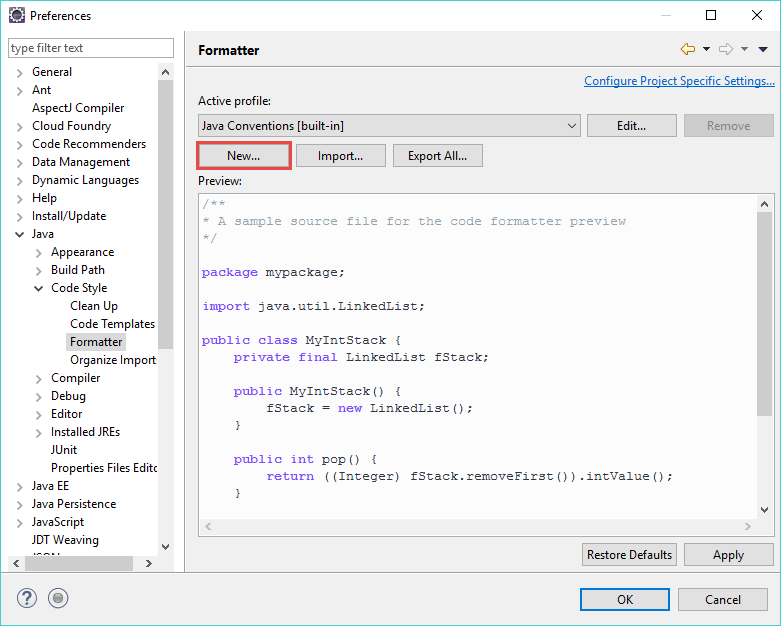 Preferences
type filter text
General
Ant
AspectJ Compiler
Cloud Foundry
Code Recommenders
Data Management
Dynamic Languages
Help
Install/Update
Java
Appearance
Build Path
Code Style
Clean Up
Code Templates
Formatter
Organize Import
Compiler
Debug
Editor
Installed JREs
JUnit
Properties Files Edito
Java EE
Java Persistence
JavaScript
JDT Weaving
Formatter
Configure Project Specific Settings...
Active profile:
Java Conventions [built-in]
Edit...
Remove
New...
Import...
Export All...
Preview:
/**
* A sample source file for the code formatter preview
*/
package mypackage;
import java.util.LinkedList;
public class MyIntStack {
private final LinkedList fStack;
public MyIntStack() {
fStack = new LinkedList();
}
public int pop() {
return ((Integer) fStack.removeFirst()).intValue();
}
Restore Defaults
Apply
?
OK
Cancel